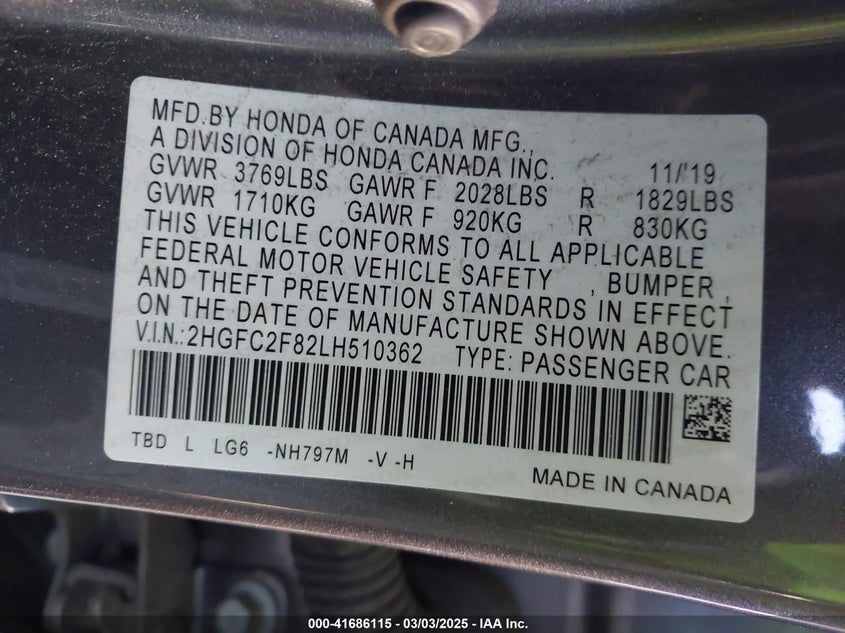 MFD.BY HONDA OF CANADA MFG.,
A DIVISION OF HONDA CANADA INC. 11/'19
GVWR 3769LBS GAWR F 2028LBS R 1829LBS
GVWR 1710KG GAWR F 920KG R 830KG
THIS VEHICLE CONFORMS TO ALL APPLICABLE
FEDERAL MOTOR VEHICLE SAFETY , BUMPER ,
AND THEFT PREVENTION STANDARDS IN EFFECT
ON THE DATE OF MANUFACTURE SHOWN ABOVE.
V.I.N.:2HGFC2F82LH510362 TYPE: PASSENGER CAR
TBD L LG6 -NH797M -V -H
MADE IN CANADA
000-41686115 - 03/03/2025 - IAA Inc.